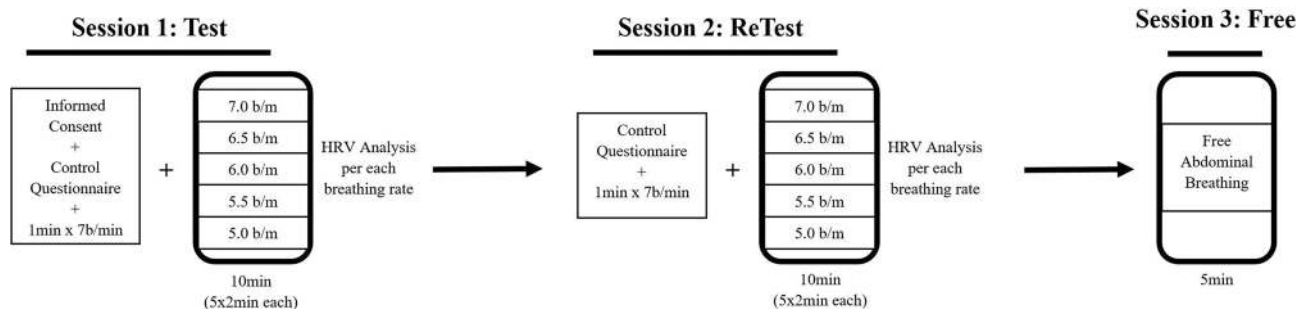 Session 1: Test
Informed
Consent
+
Control
Questionnaire
+
1min x 7b/min
+
7.0 b/m
6.5 b/m
6.0 b/m
5.5 b/m
5.0 b/m
10min
(5x2min each)
HRV Analysis
per each
breathing rate
Session 2: ReTest
Control
Questionnaire
+
1min x 7b/min
+
7.0 b/m
6.5 b/m
6.0 b/m
5.5 b/m
5.0 b/m
10min
(5x2min each)
HRV Analysis
per each
breathing rate
Session 3: Free
Free
Abdominal
Breathing
5min